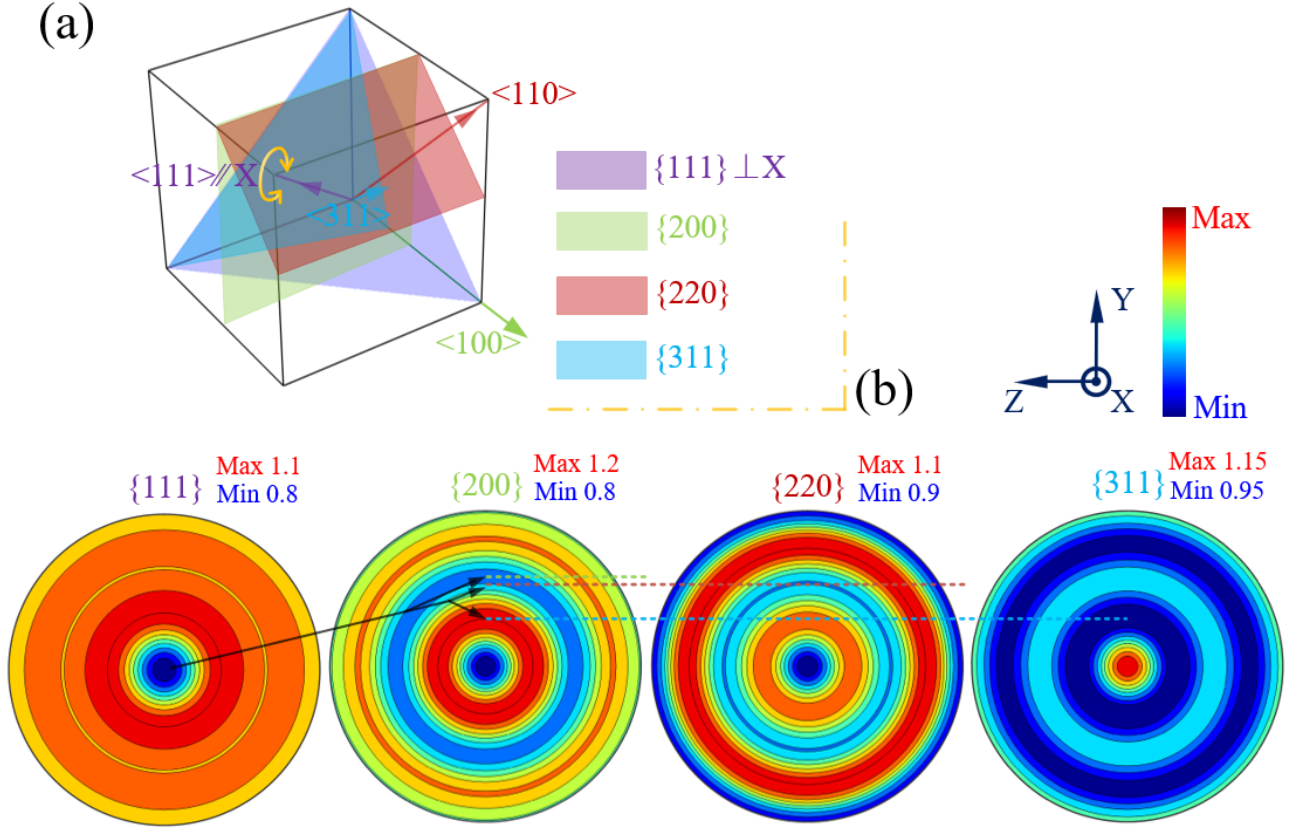 (a)
<110>
<111>//X
<311>
<100>
{111}⊥X
{200}
{220}
{311}
(b)
Y
Z
X
Max
Min
{111}
Max 1.1
Min 0.8
{200}
Max 1.2
Min 0.8
{220}
Max 1.1
Min 0.9
{311}
Max 1.15
Min 0.95